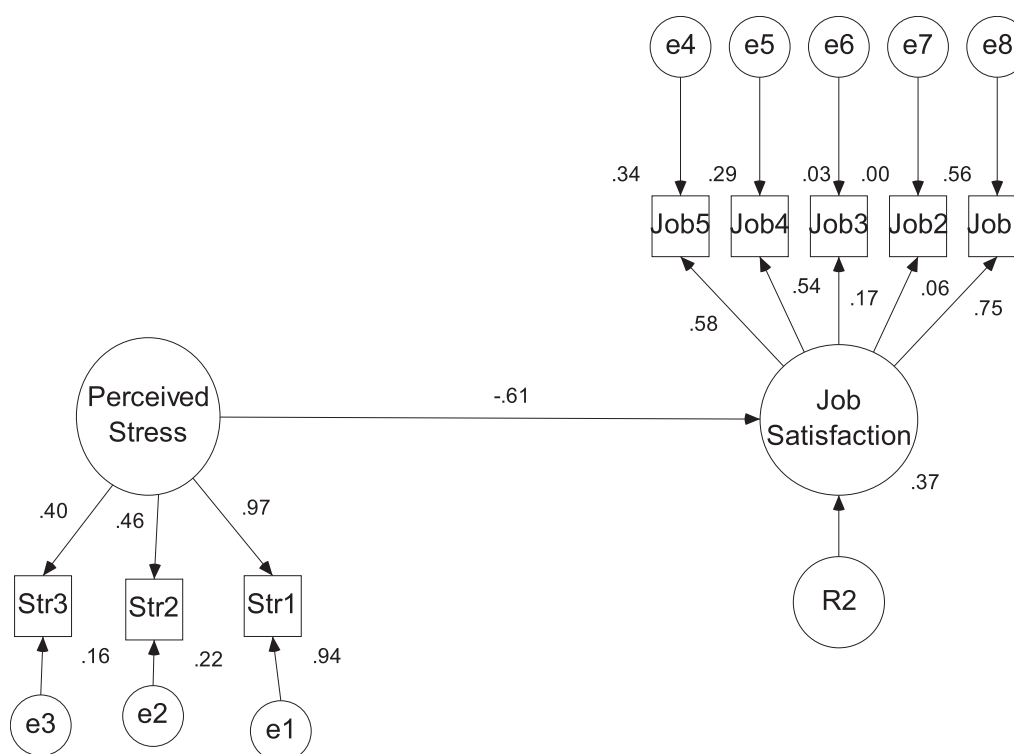 e4 e5 e6 e7 e8
.34 .29 .03 .00 .56
Job5 Job4 Job3 Job2 Job
.54 .17 .06 .75
.58
Perceived
Stress
-.61
Job
Satisfaction
.37
.40 .46 .97
Str3 Str2 Str1
R2
.16 .22 .94
e3 e2 e1